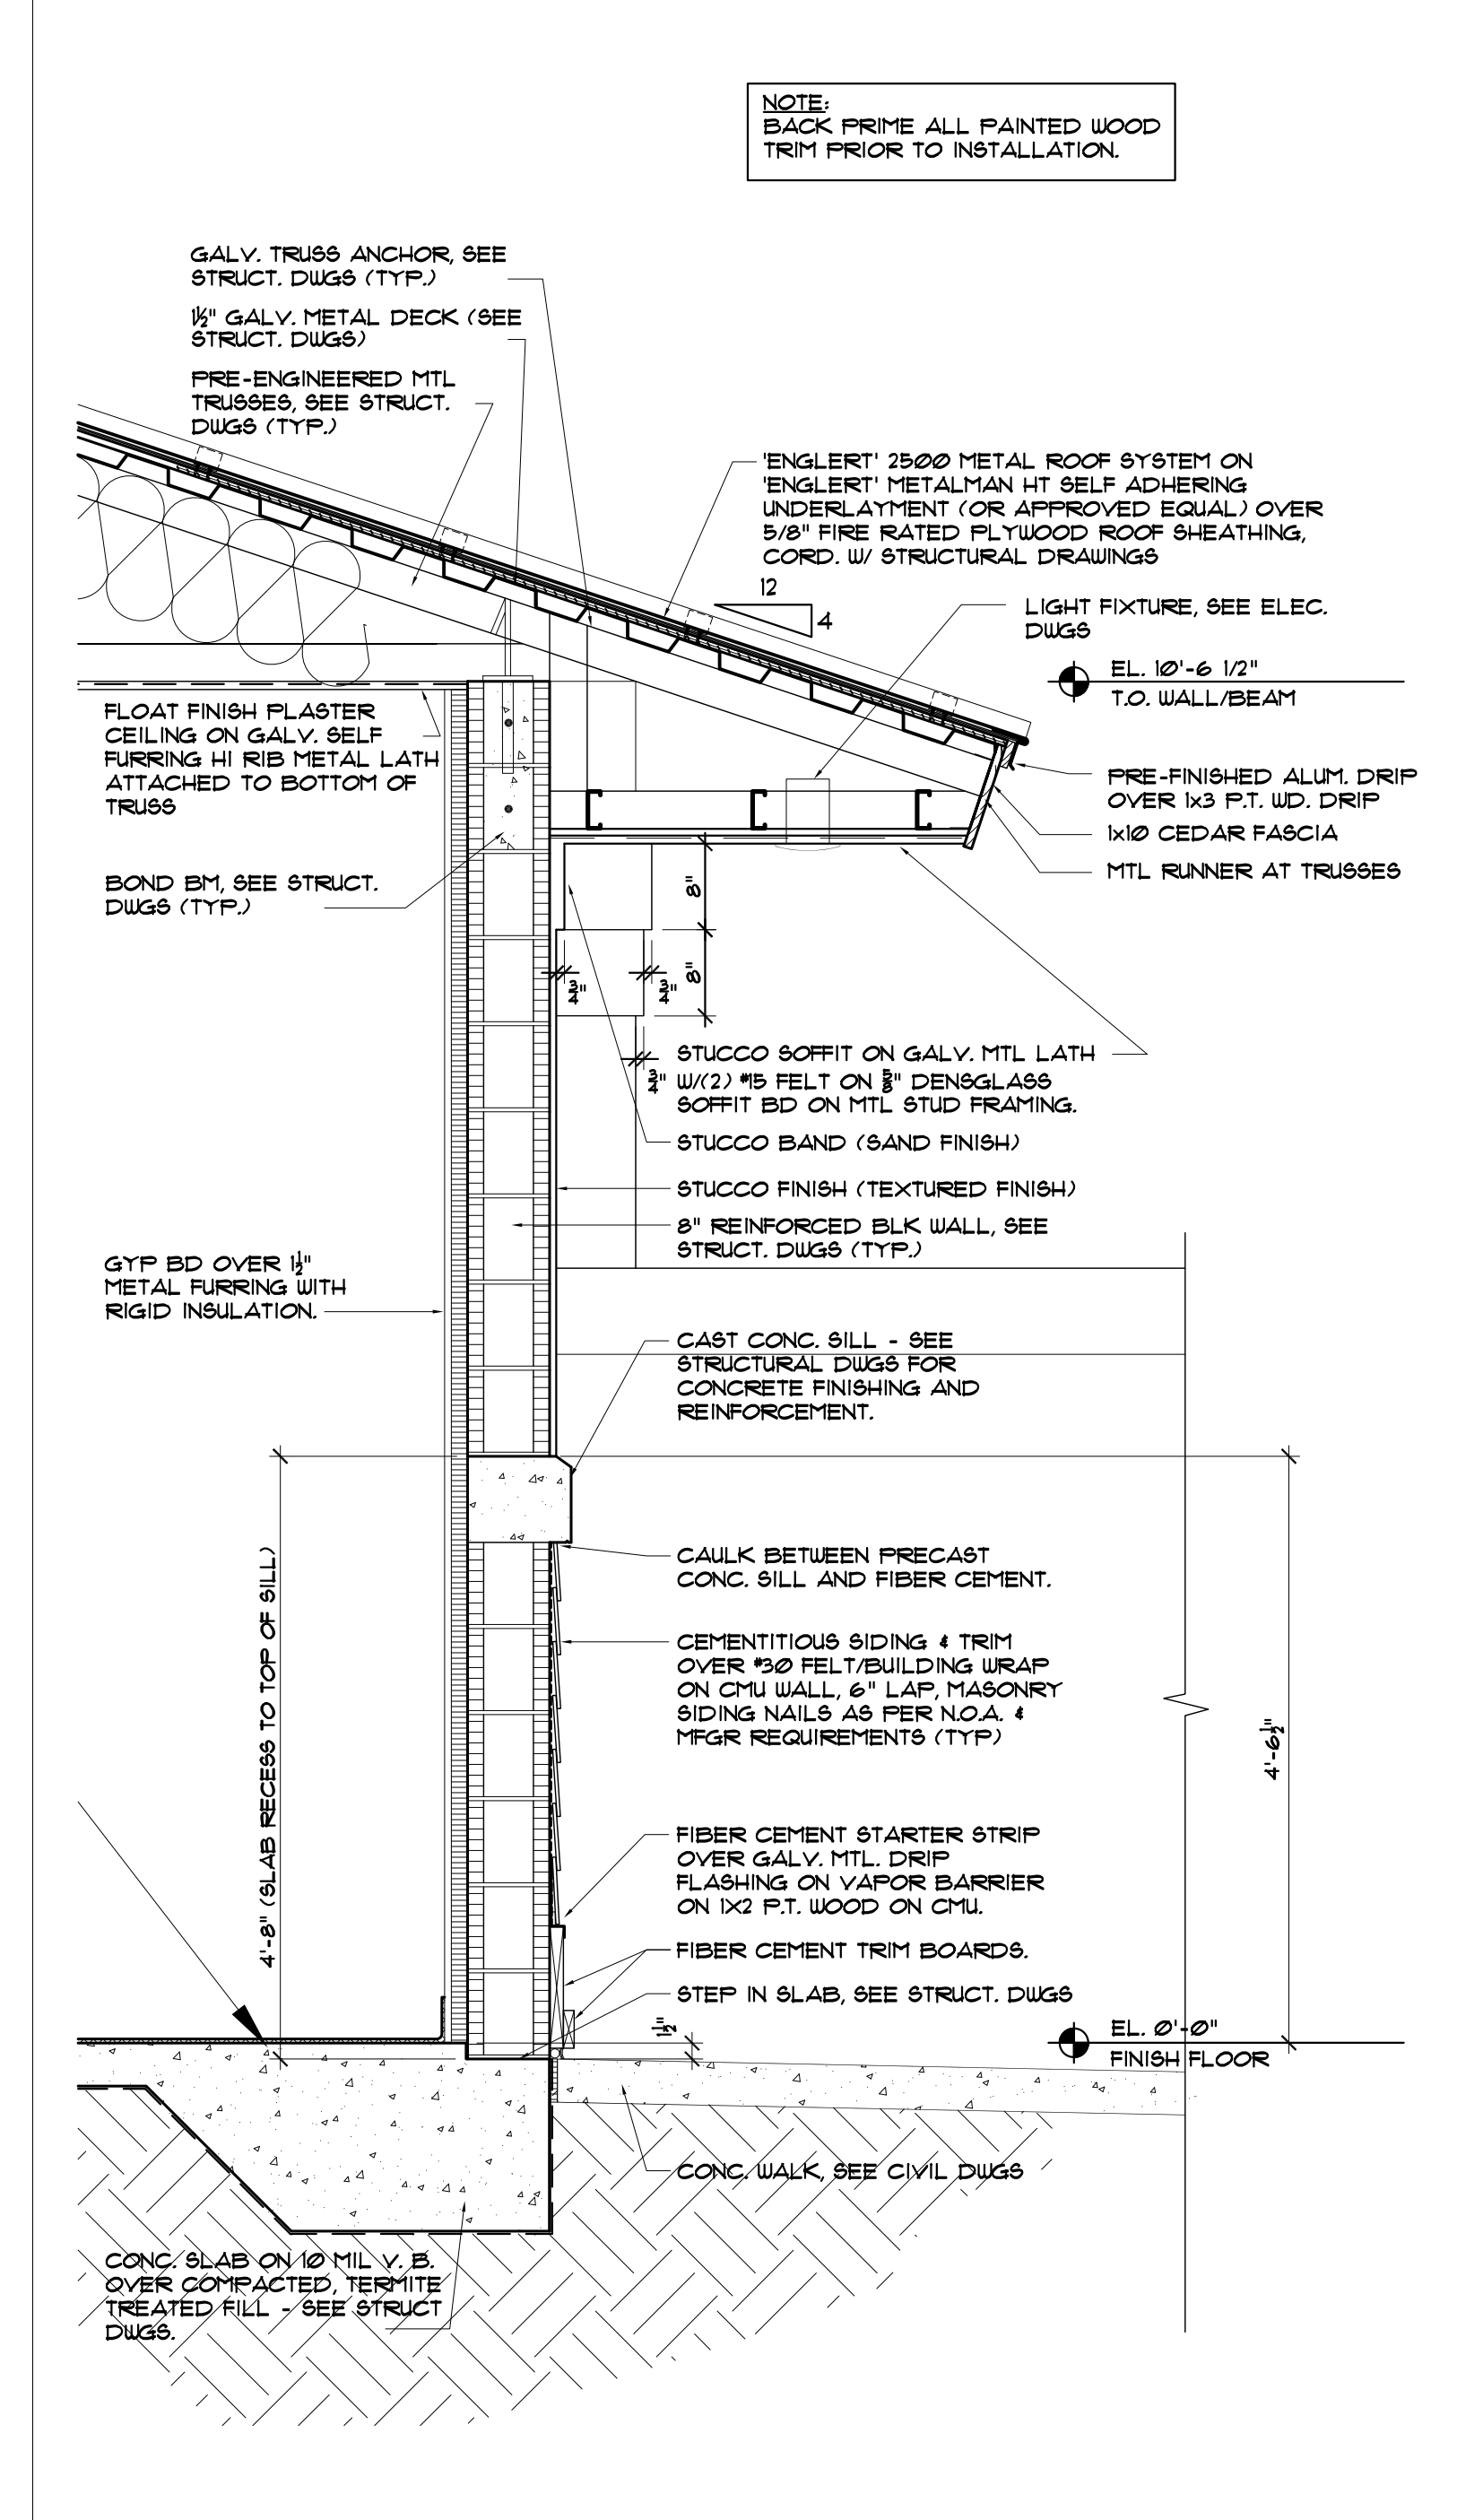 NOTE:
BACK PRIME ALL PAINTED WOOD
TRIM PRIOR TO INSTALLATION.
GALV. TRUSS ANCHOR, SEE
STRUCT. DWGS (TYP.)
1½" GALV. METAL DECK (SEE
STRUCT. DWGS)
PRE-ENGINEERED MTL
TRUSSES, SEE STRUCT.
DWGS (TYP.)
'ENGLERT' 2500 METAL ROOF SYSTEM ON
'ENGLERT' METALMAN HT SELF ADHERING
UNDERLAYMENT (OR APPROVED EQUAL) OVER
5/8" FIRE RATED PLYWOOD ROOF SHEATHING,
CORD. W/ STRUCTURAL DRAWINGS
12
4
LIGHT FIXTURE, SEE ELEC.
DWGS
EL. 10'-6 1/2"
T.O. WALL/BEAM
FLOAT FINISH PLASTER
CEILING ON GALV. SELF
FURRING HI RIB METAL LATH
ATTACHED TO BOTTOM OF
TRUSS
PRE-FINISHED ALUM. DRIP
OVER 1x3 P.T. WD. DRIP
1x10 CEDAR FASCIA
MTL RUNNER AT TRUSSES
BOND BM, SEE STRUCT.
DWGS (TYP.)
8"
8"
¾"
¾"
¾"
STUCCO SOFFIT ON GALV. MTL LATH
W/(2) #15 FELT ON ⅝" DENSGLASS
SOFFIT BD ON MTL STUD FRAMING.
STUCCO BAND (SAND FINISH)
STUCCO FINISH (TEXTURED FINISH)
8" REINFORCED BLK WALL, SEE
STRUCT. DWGS (TYP.)
GYP BD OVER 1½"
METAL FURRING WITH
RIGID INSULATION.
CAST CONC. SILL - SEE
STRUCTURAL DWGS FOR
CONCRETE FINISHING AND
REINFORCEMENT.
4'-8" (SLAB RECESS TO TOP OF SILL)
CAULK BETWEEN PRECAST
CONC. SILL AND FIBER CEMENT.
CEMENTITIOUS SIDING & TRIM
OVER #30 FELT/BUILDING WRAP
ON CMU WALL, 6" LAP, MASONRY
SIDING NAILS AS PER N.O.A. &
MFGR REQUIREMENTS (TYP)
4'-6½"
FIBER CEMENT STARTER STRIP
OVER GALV. MTL. DRIP
FLASHING ON VAPOR BARRIER
ON 1X2 P.T. WOOD ON CMU.
FIBER CEMENT TRIM BOARDS.
STEP IN SLAB, SEE STRUCT. DWGS
1½"
EL. 0'-0"
FINISH FLOOR
CONC. WALK, SEE CIVIL DWGS
CONC. SLAB ON 10 MIL V. B.
OVER COMPACTED, TERMITE
TREATED FILL - SEE STRUCT
DWGS.